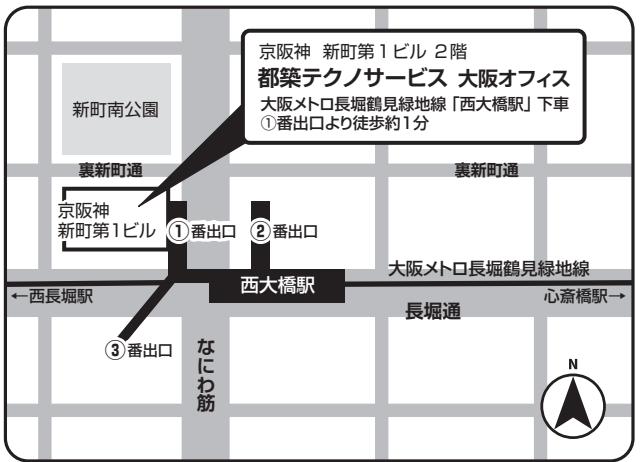 京阪神 新町第1ビル 2階
都築テクノサービス 大阪オフィス
大阪メトロ長堀鶴見緑地線「西大橋駅」下車
①番出口より徒歩約1分
新町南公園
裏新町通
裏新町通
京阪神
新町第1ビル
①番出口
②番出口
大阪メトロ長堀鶴見緑地線
西大橋駅
←西長堀駅
心斎橋駅→
長堀通
③番出口
なにわ筋
N